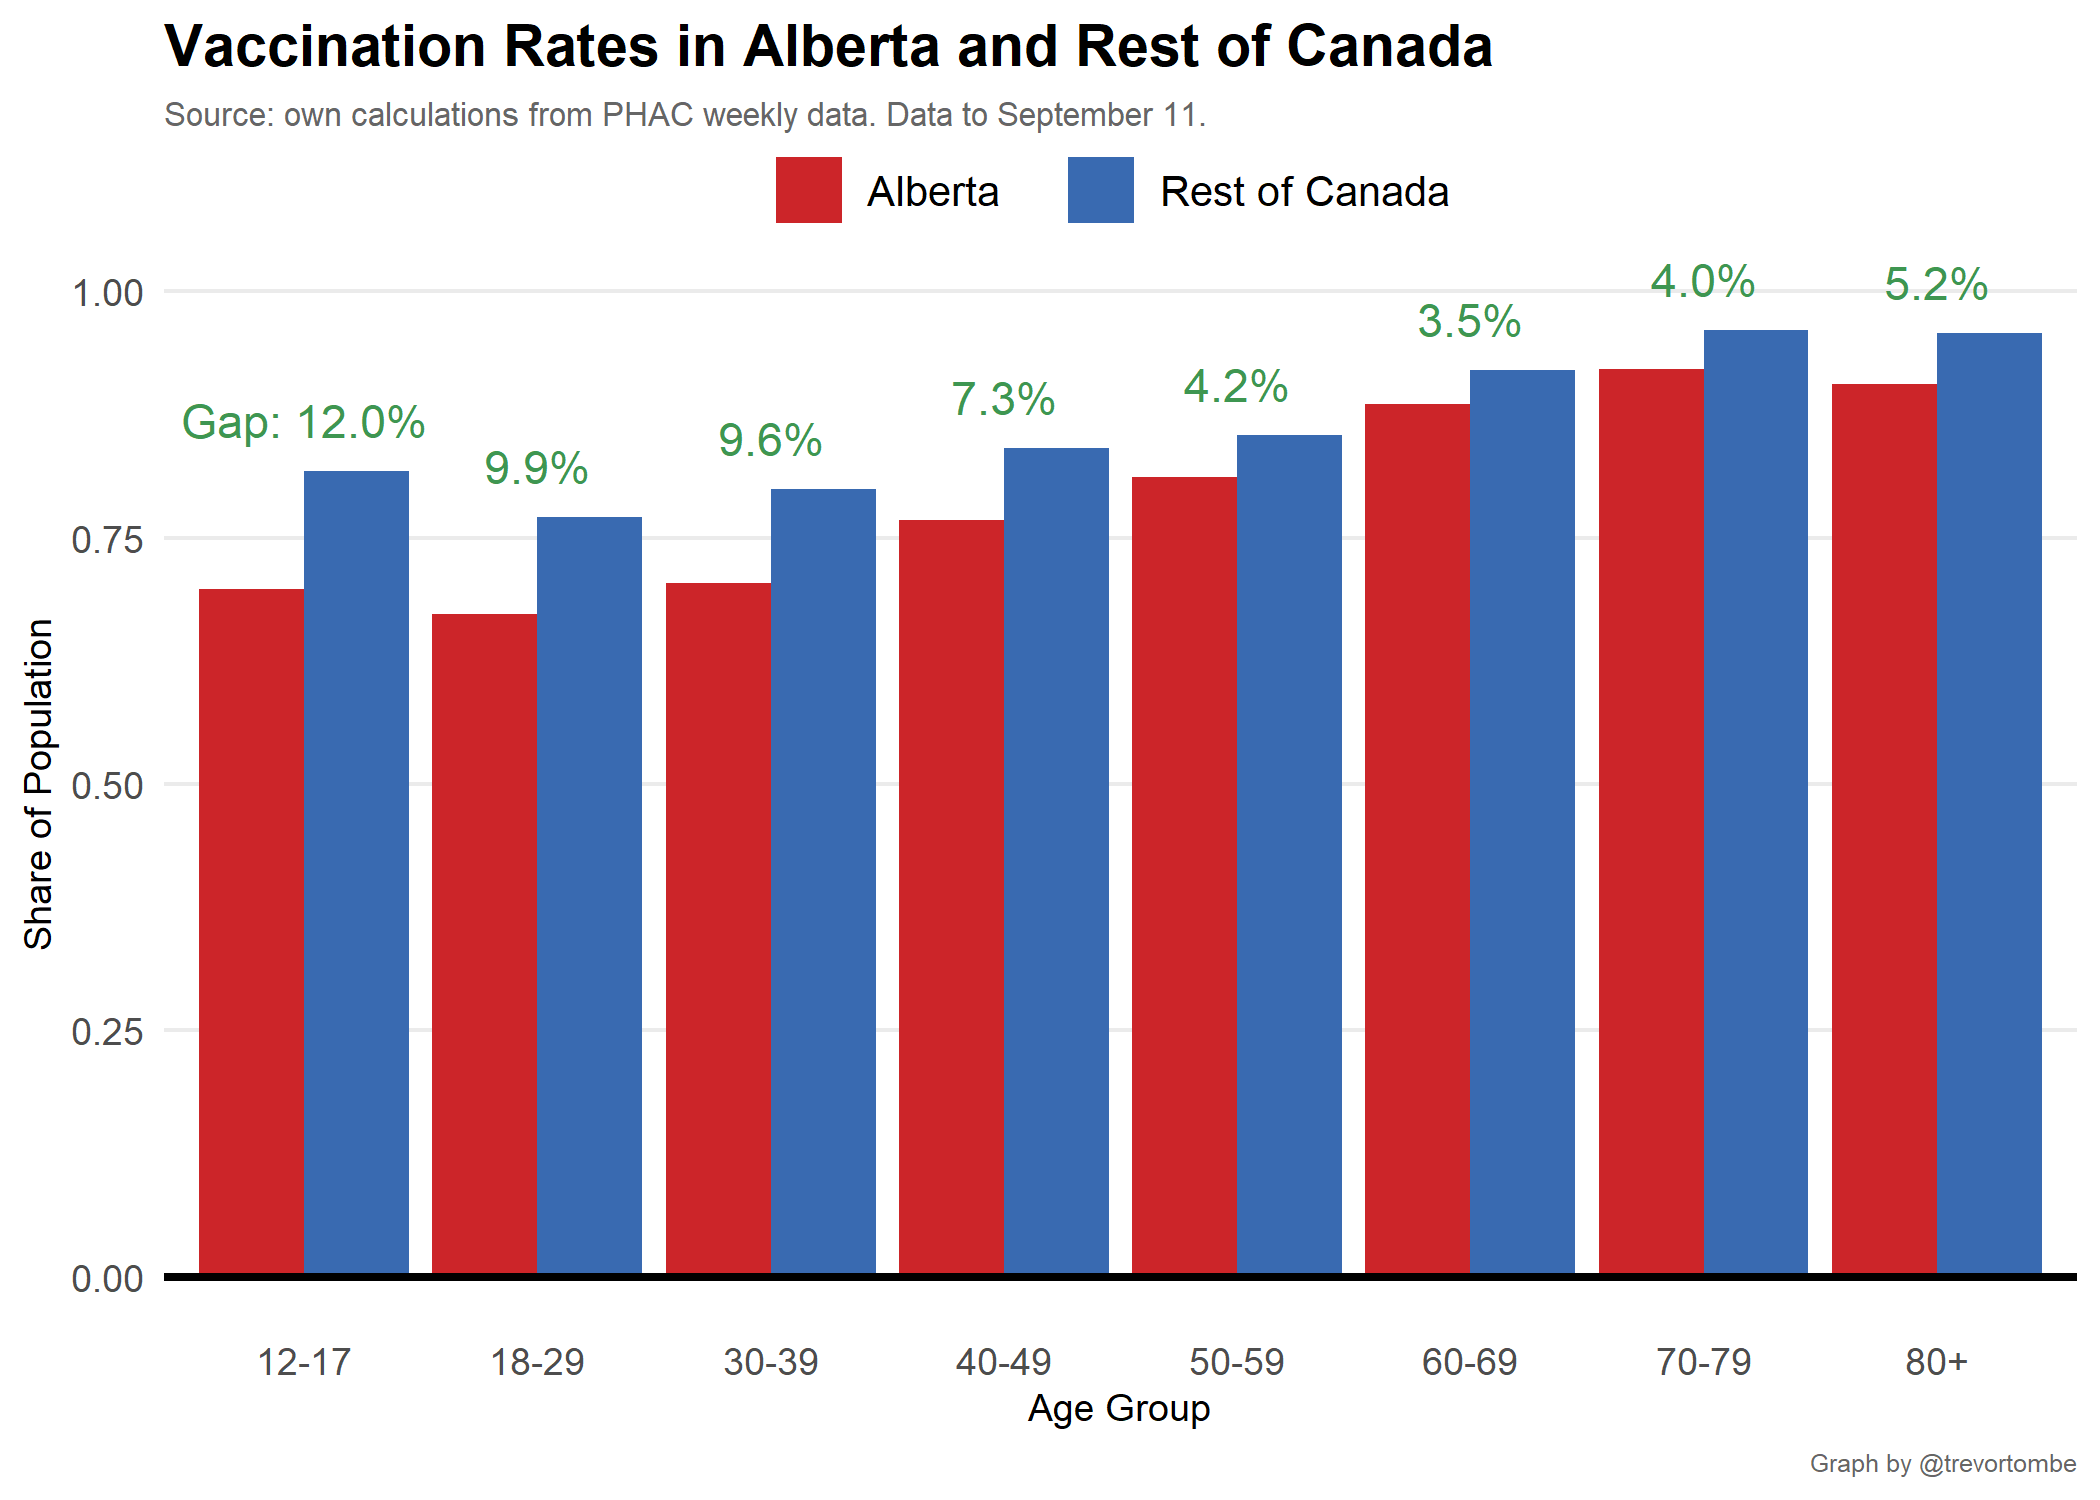 Vaccination Rates in Alberta and Rest of Canada
Source: own calculations from PHAC weekly data. Data to September 11.
Alberta
Rest of Canada
Share of Population
1.00
0.75
0.50
0.25
0.00
Gap: 12.0%
9.9%
9.6%
7.3%
4.2%
3.5%
4.0%
5.2%
12-17
18-29
30-39
40-49
50-59
60-69
70-79
80+
Age Group
Graph by @trevortombe